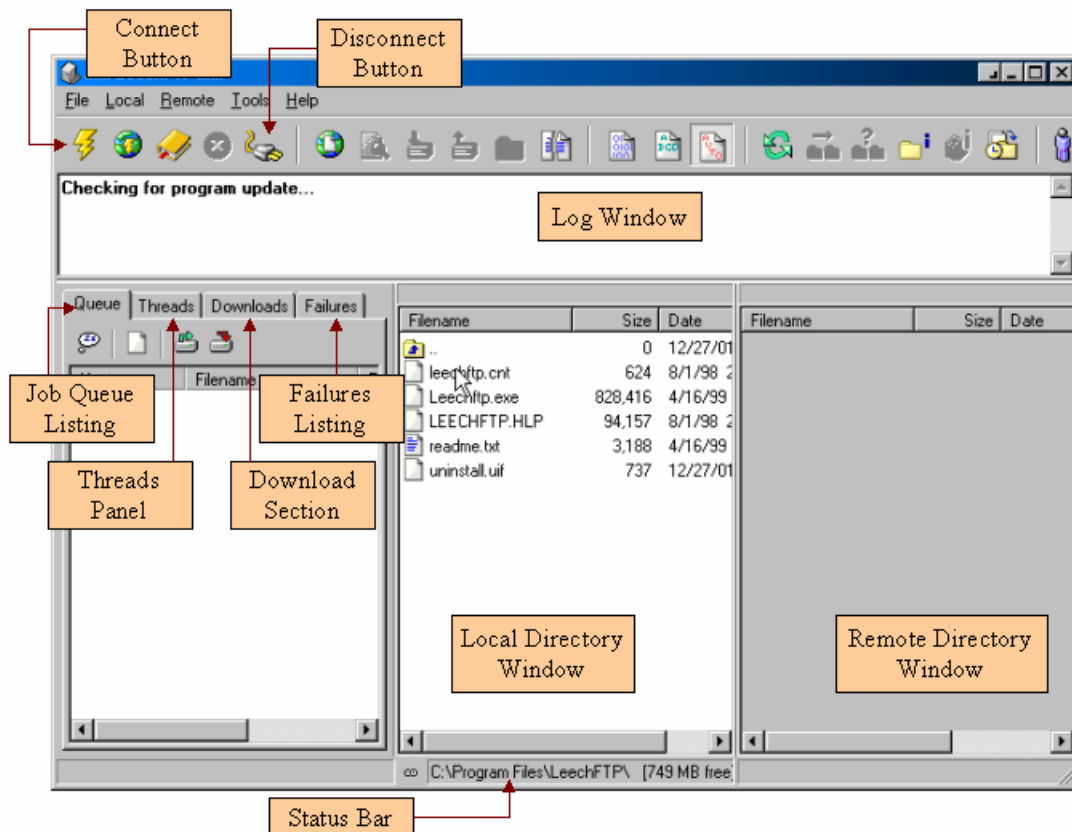 Connect
Button
Disconnect
Button
File Local Remote Tools Help
Checking for program update...
Log Window
Queue Threads Downloads Failures
Filename
Job Queue
Listing
Failures
Listing
Threads
Panel
Download
Section
Filename Size Date
.. 0 12/27/01
leechftp.cnt 624 8/1/98 2
Leechftp.exe 828,416 4/16/99
LEECHFTP.HLP 94,157 8/1/98 2
readme.txt 3,188 4/16/99
uninstall.uif 737 12/27/01
Local Directory
Window
Filename Size Date
Remote Directory
Window
C:\Program Files\LeechFTP\ [749 MB free]
Status Bar